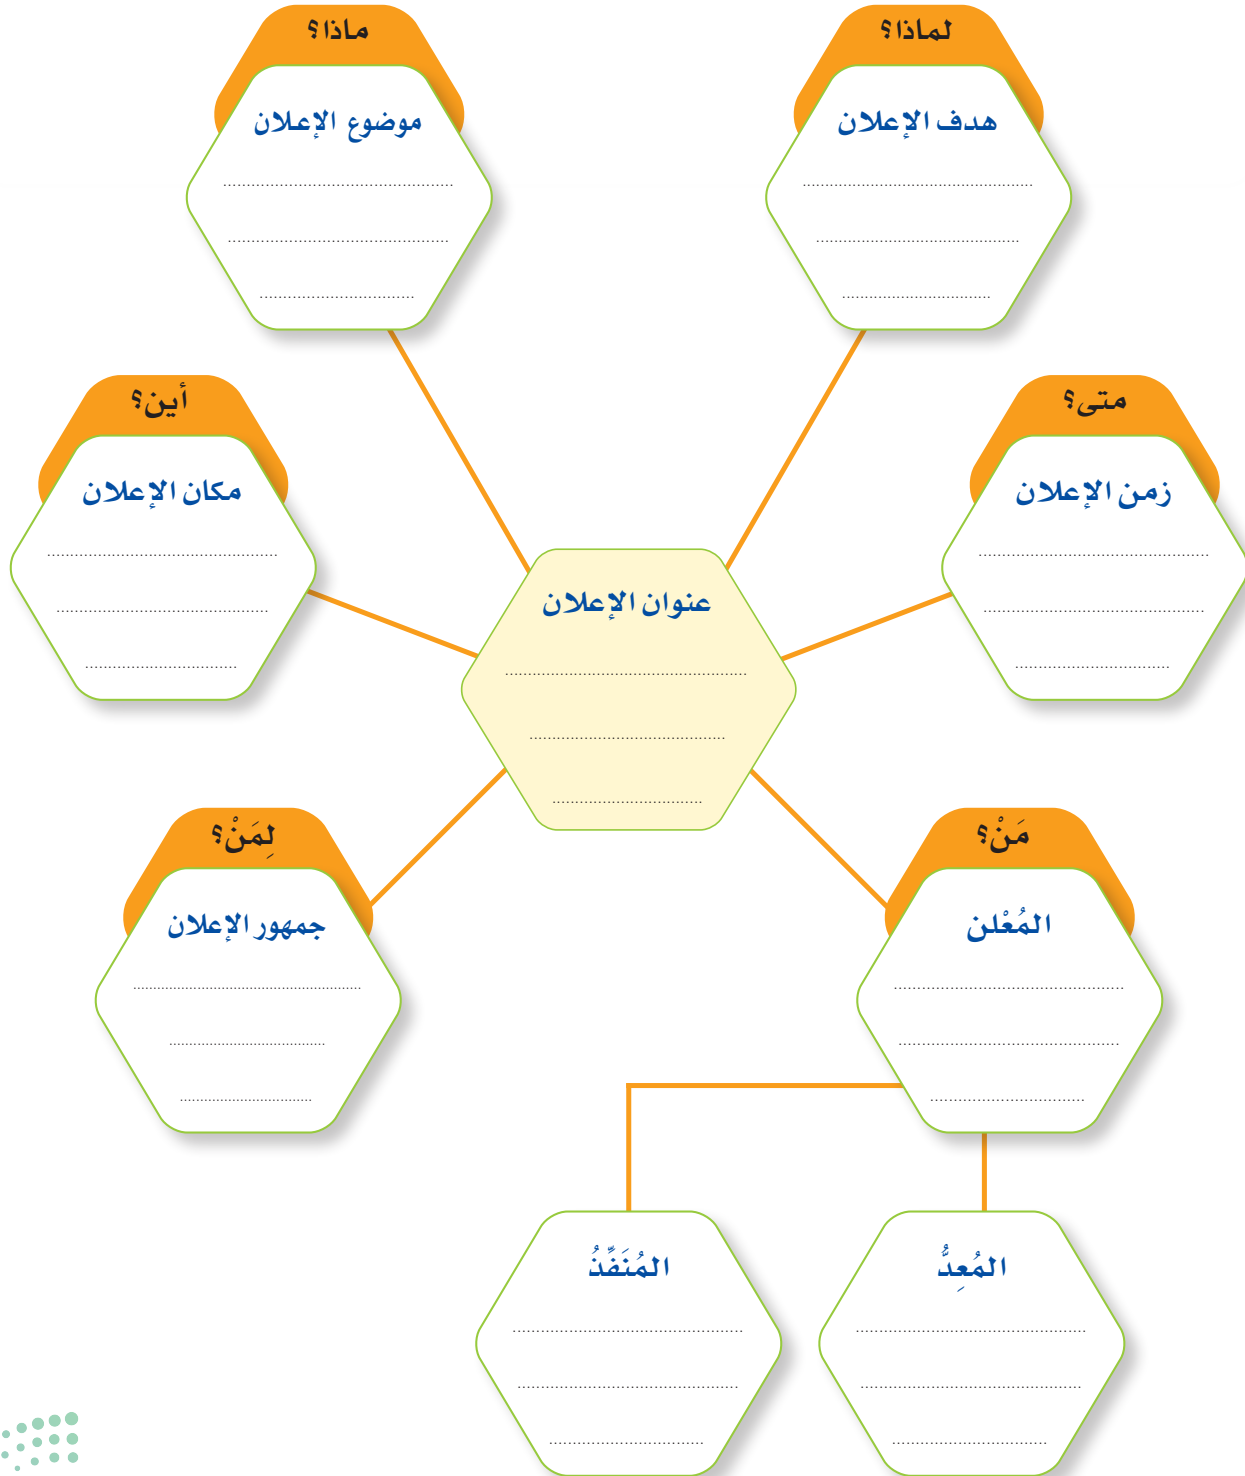 لماذا؟
هدف الإعلان
ماذا؟
موضوع الإعلان
متى؟
زمن الإعلان
أين؟
مكان الإعلان
عنوان الإعلان
مَنْ؟
المُعْلن
لِمَنْ؟
جمهور الإعلان
المُعِدُّ
المُنَفِّذُ